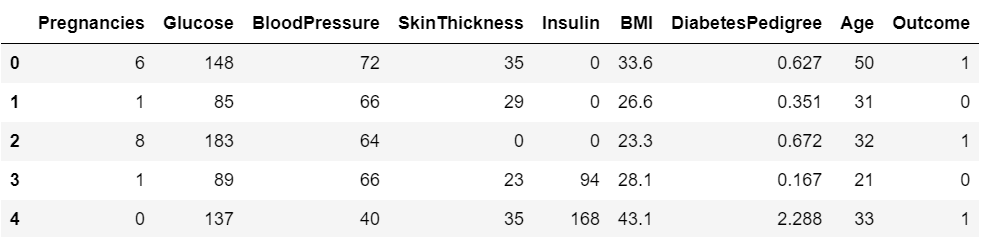 Pregnancies Glucose BloodPressure SkinThickness Insulin BMI DiabetesPedigree Age Outcome
0 6 148 72 35 0 33.6 0.627 50 1
1 1 85 66 29 0 26.6 0.351 31 0
2 8 183 64 0 0 23.3 0.672 32 1
3 1 89 66 23 94 28.1 0.167 21 0
4 0 137 40 35 168 43.1 2.288 33 1